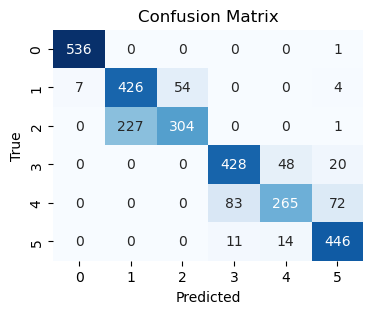 Confusion Matrix
True
0 536 0 0 0 0 1
1 7 426 54 0 0 4
2 0 227 304 0 0 1
3 0 0 0 428 48 20
4 0 0 0 83 265 72
5 0 0 0 11 14 446
0 1 2 3 4 5
Predicted